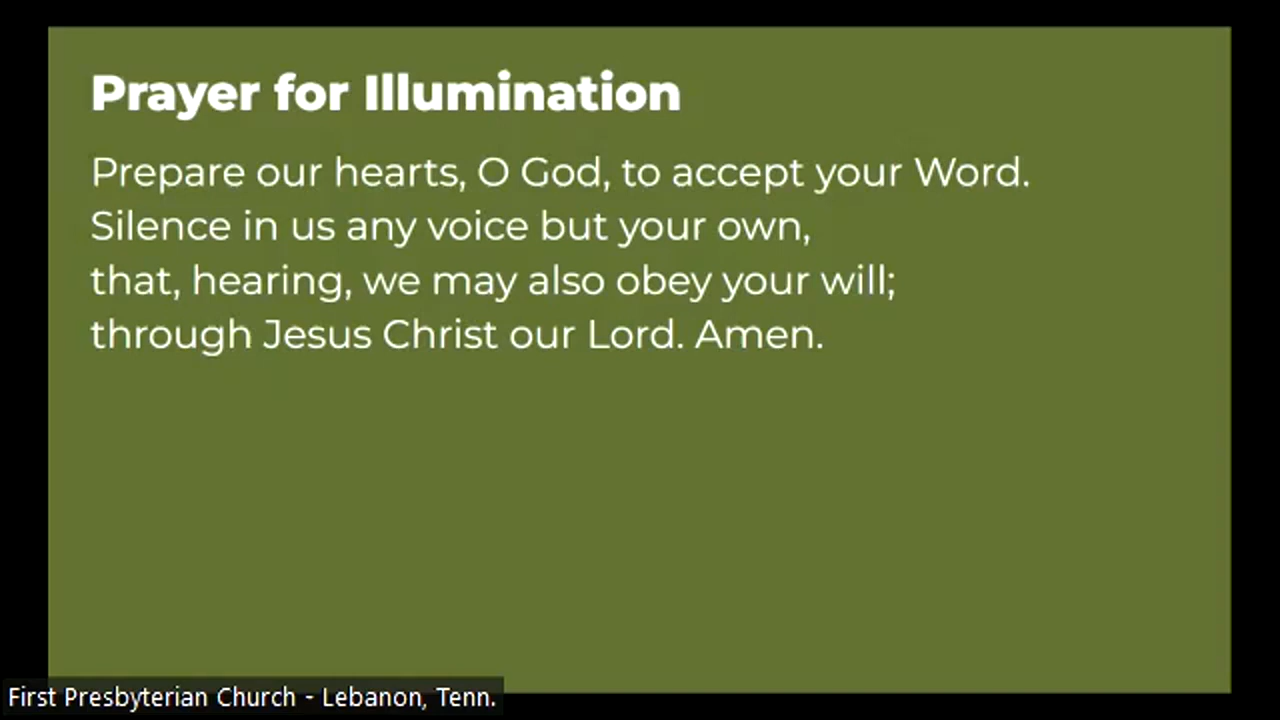 Prayer for Illumination
Prepare our hearts, O God, to accept your Word.
Silence in us any voice but your own,
that, hearing, we may also obey your will;
through Jesus Christ our Lord. Amen.
First Presbyterian Church - Lebanon, Tenn.